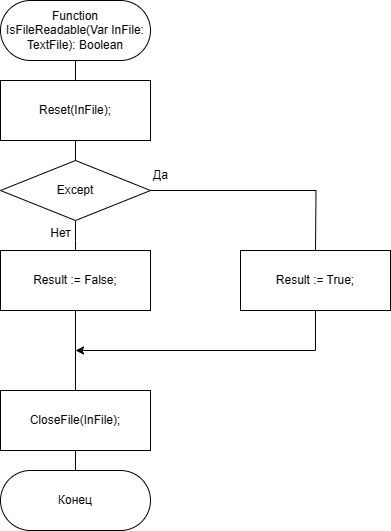 Function
IsFileReadable(Var InFile:
TextFile): Boolean
Reset(InFile);
Except
Да
Нет
Result := False;
Result := True;
CloseFile(InFile);
Конец